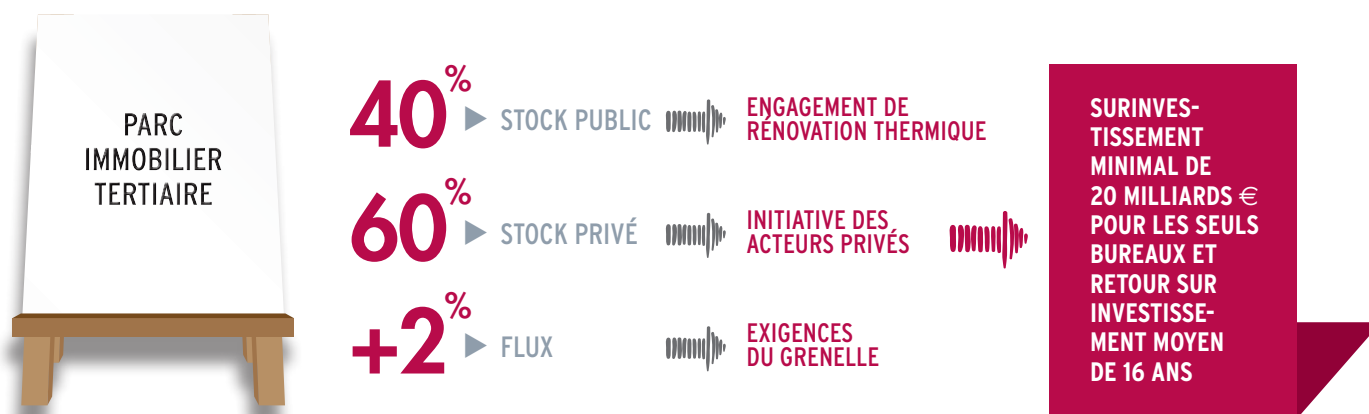 PARC
IMMOBILIER
TERTIAIRE
40%
STOCK PUBLIC
ENGAGEMENT DE
RÉNOVATION THERMIQUE
60%
STOCK PRIVÉ
INITIATIVE DES
ACTEURS PRIVÉS
+2%
FLUX
EXIGENCES
DU GRENELLE
SURINVES-
TISSEMENT
MINIMAL DE
20 MILLIARDS €
POUR LES SEULS
BUREAUX ET
RETOUR SUR
INVESTISSE-
MENT MOYEN
DE 16 ANS